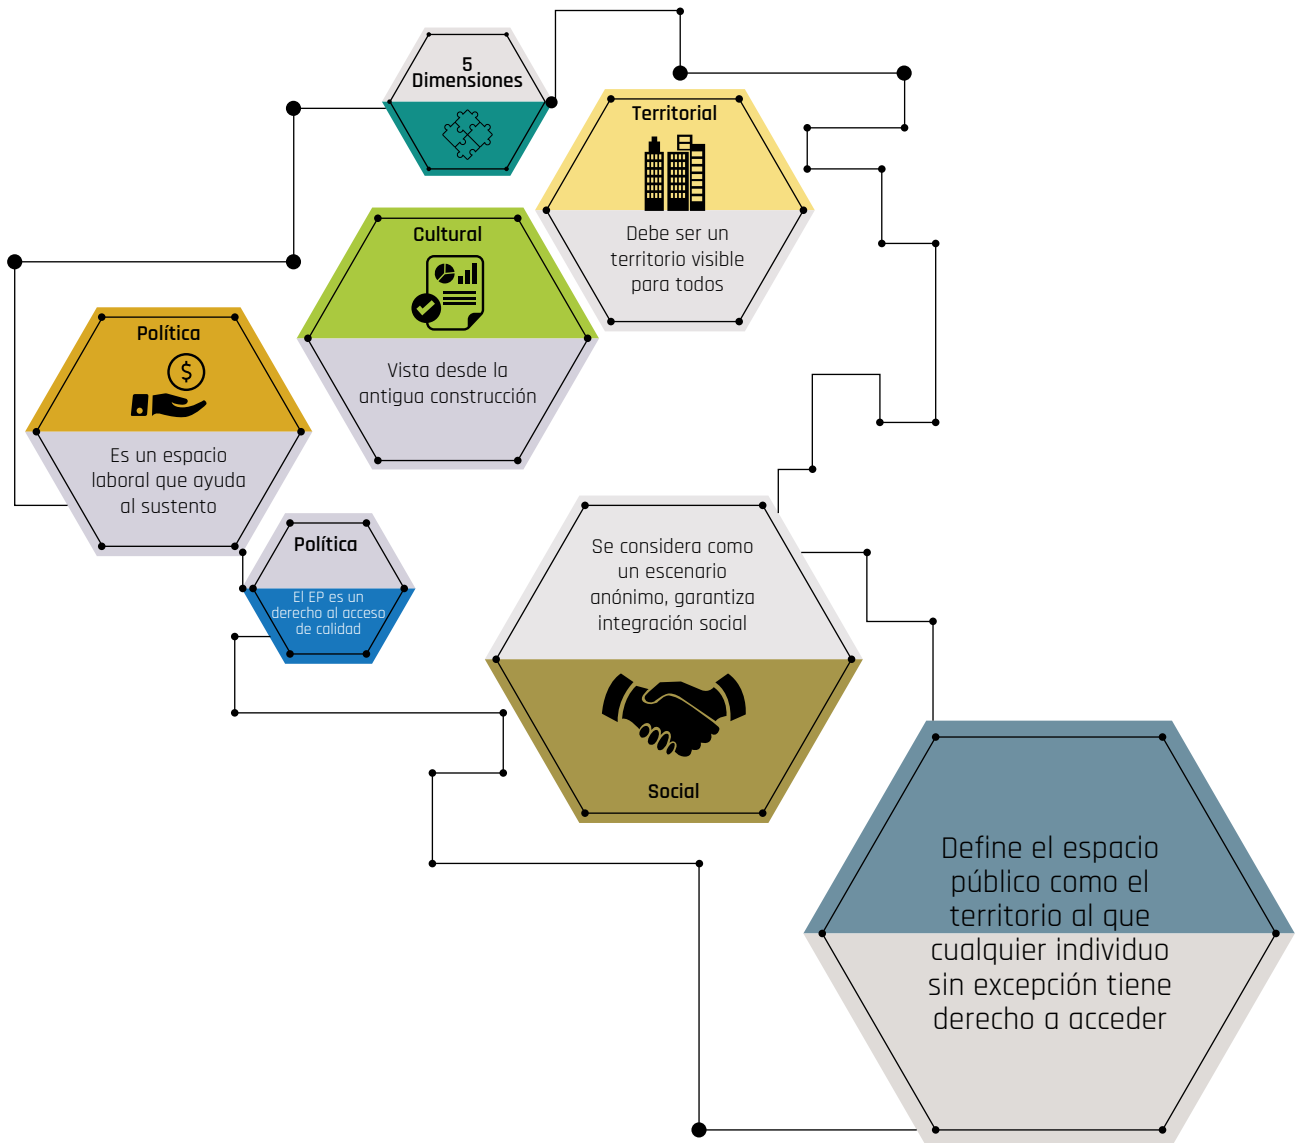 5
Dimensiones
Territorial
Debe ser un
territorio visible
para todos
Cultural
Vista desde la
antigua construcción
Política
$
Es un espacio
laboral que ayuda
al sustento
Política
El EP es un
derecho al acceso
de calidad
Se considera como
un escenario
anónimo, garantiza
integración social
Social
Define el espacio
público como el
territorio al que
cualquier individuo
sin excepción tiene
derecho a acceder